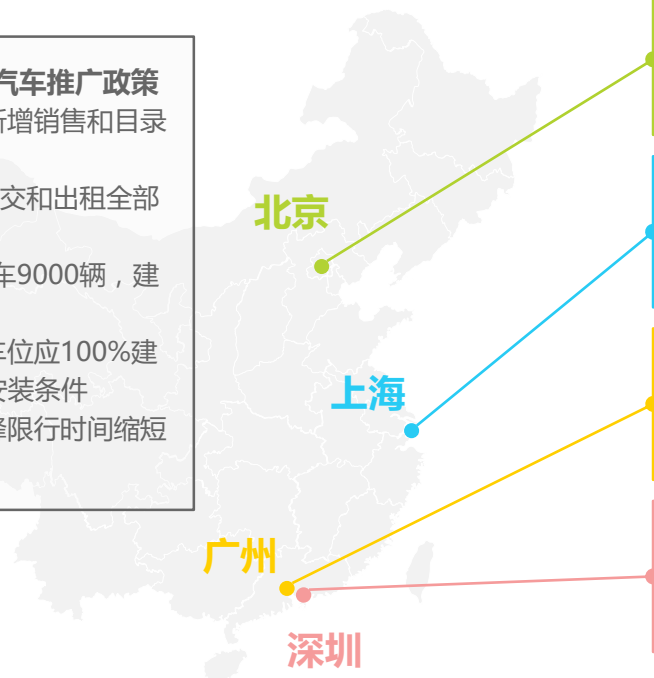 汽车推广政策
新增销售和目录
交和出租全部
车9000辆，建
车位应100%建
安装条件
峰限行时间缩短
北京
上海
广州
深圳